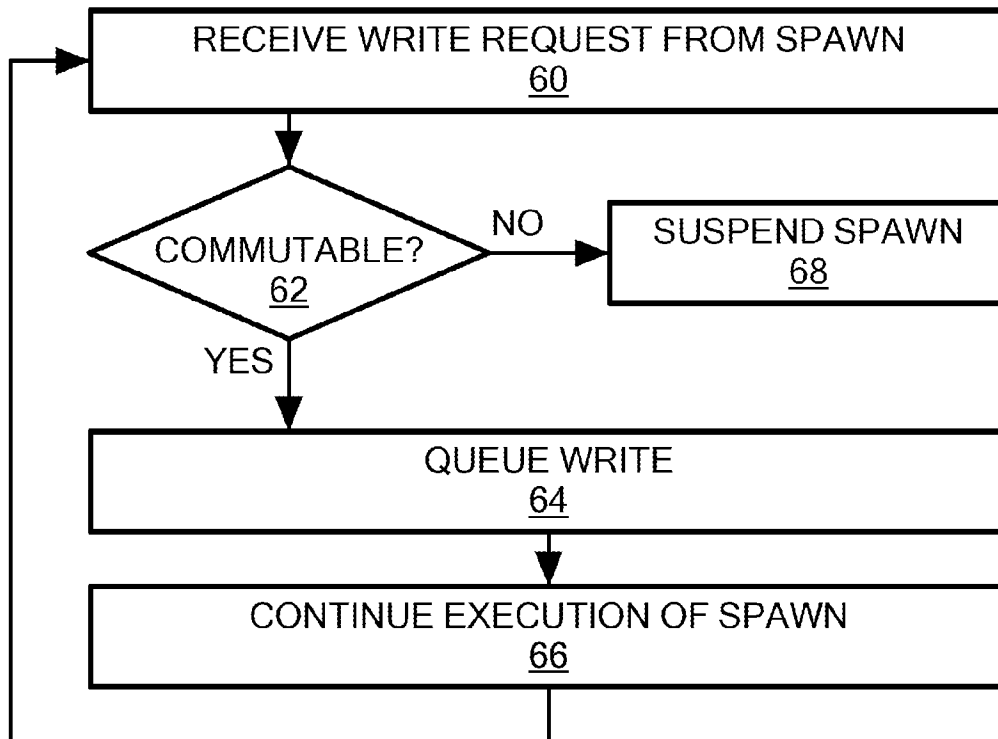 RECEIVE WRITE REQUEST FROM SPAWN
60
COMMUTABLE?
62
NO
SUSPEND SPAWN
68
YES
QUEUE WRITE
64
CONTINUE EXECUTION OF SPAWN
66